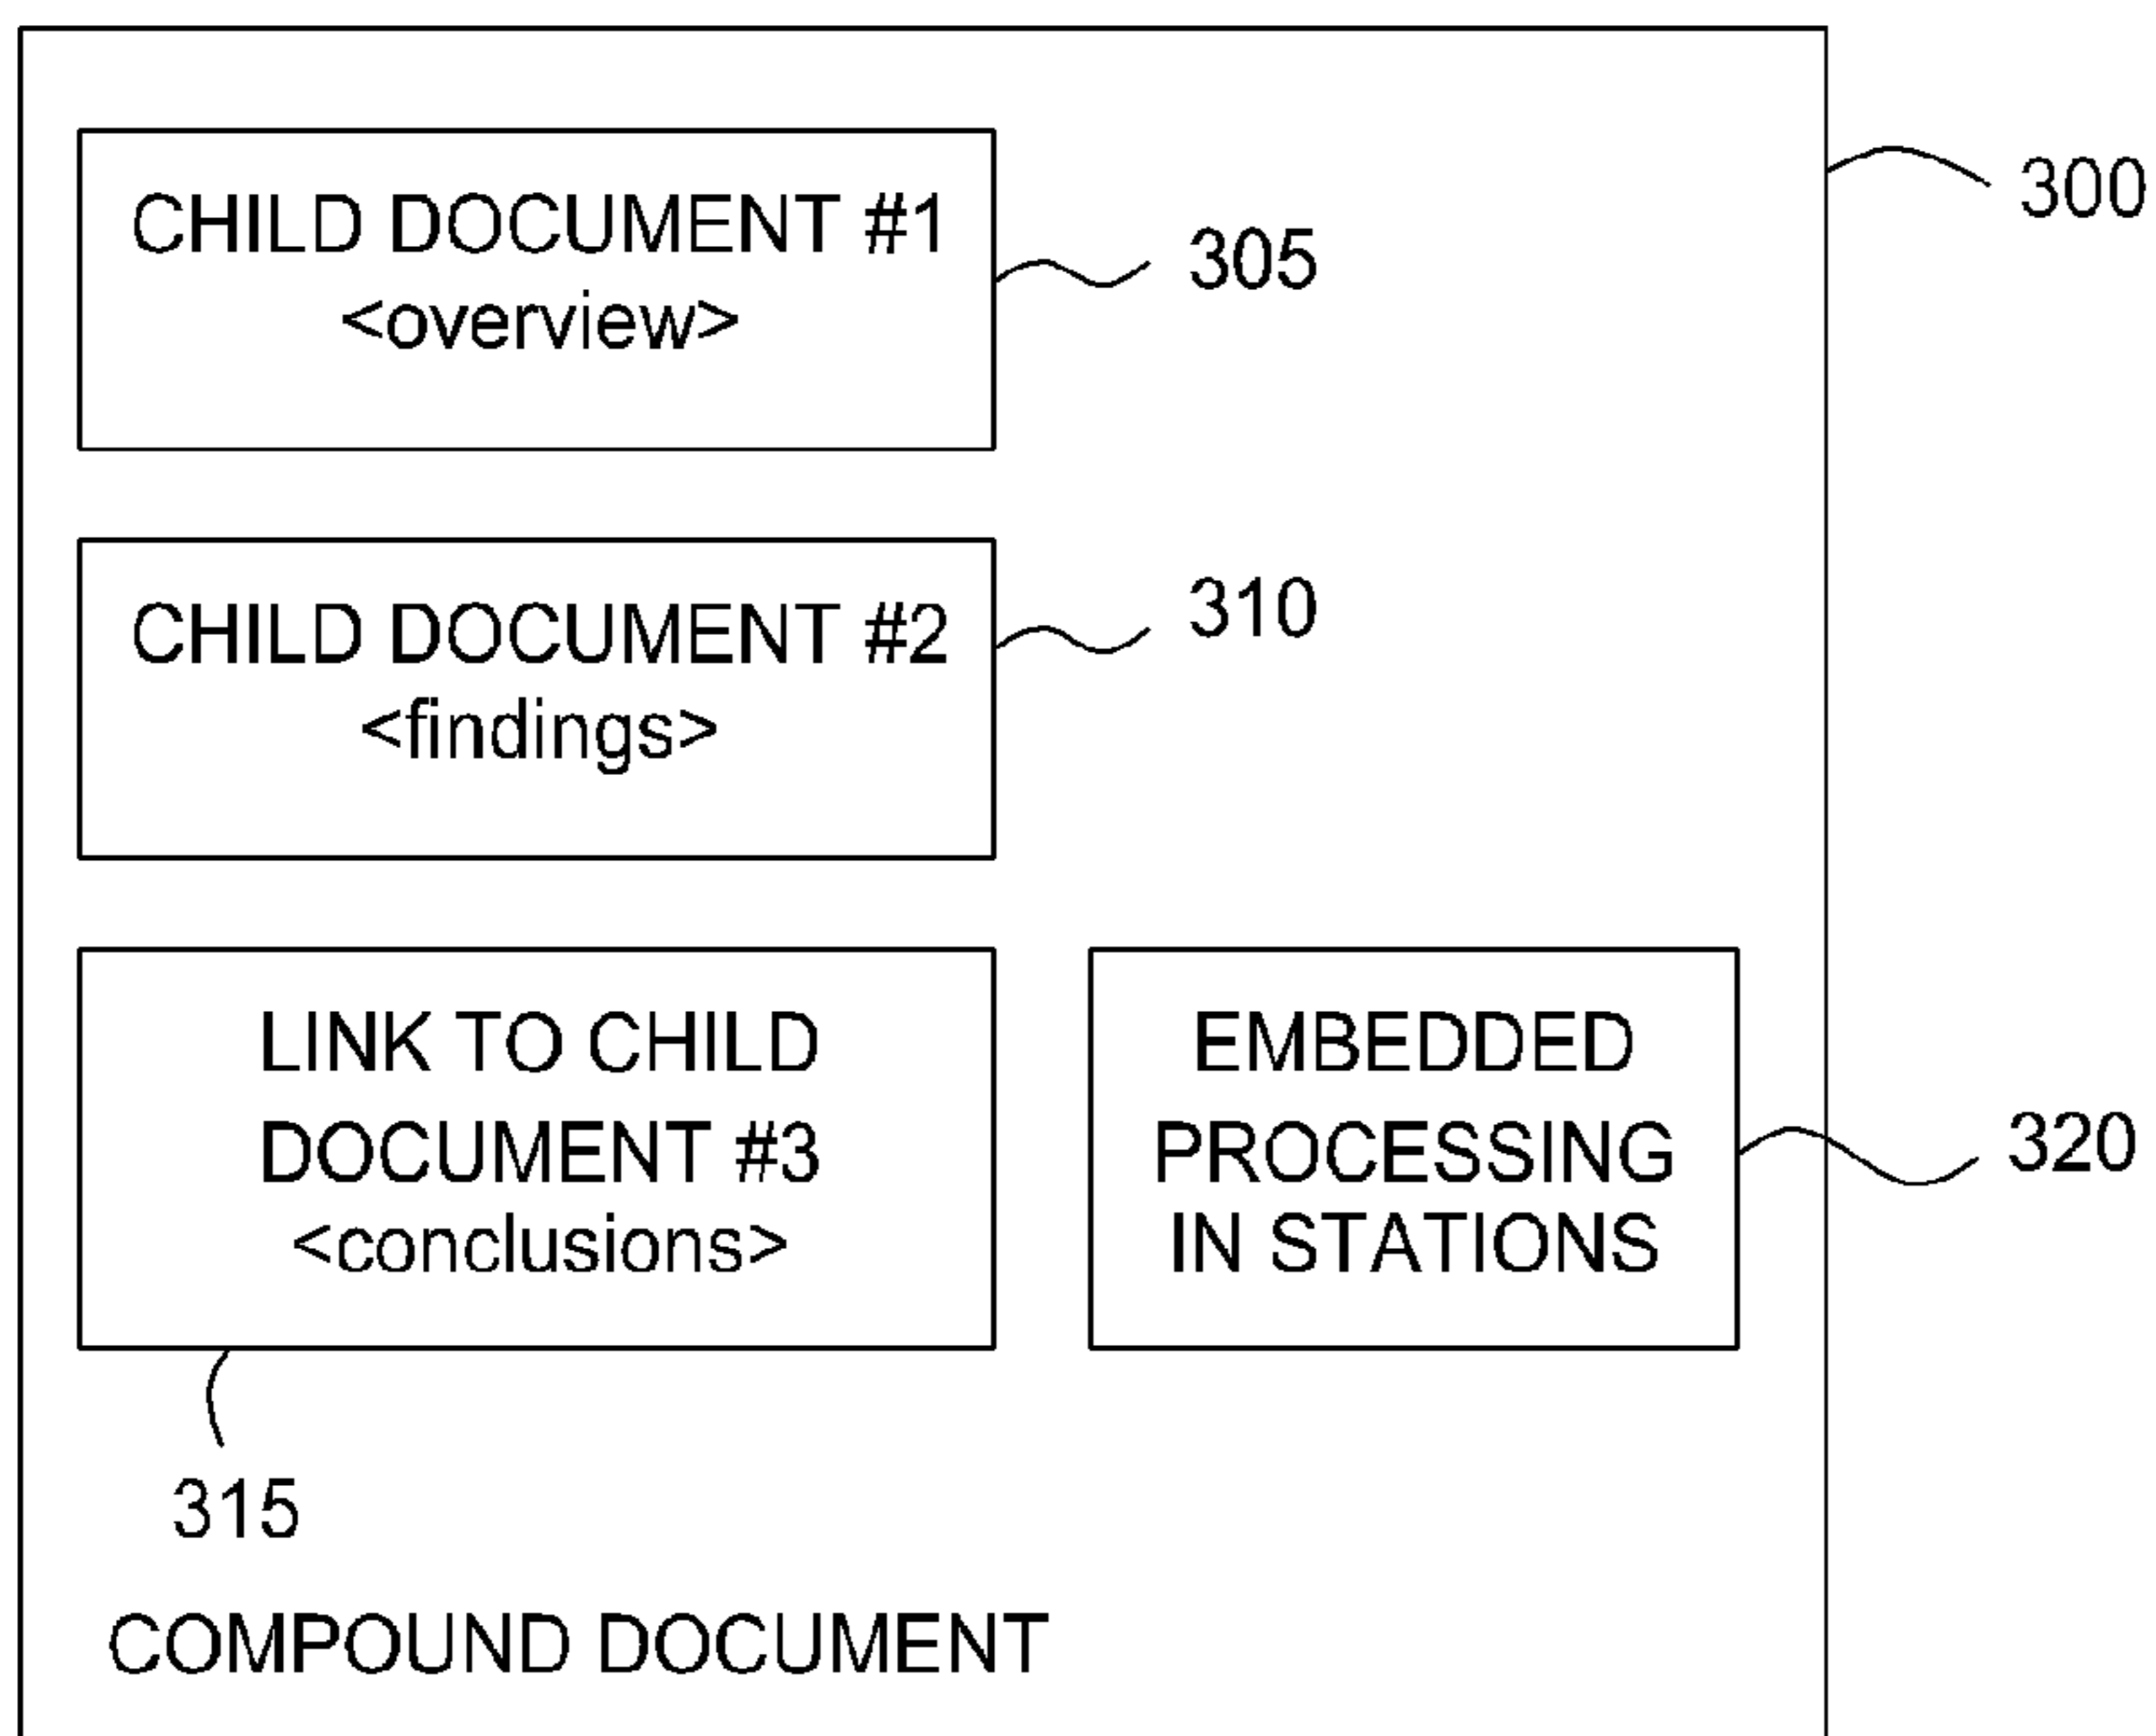 300
CHILD DOCUMENT #1
<overview>
305
CHILD DOCUMENT #2
<findings>
310
LINK TO CHILD
DOCUMENT #3
<conclusions>
315
EMBEDDED
PROCESSING
IN STATIONS
320
COMPOUND DOCUMENT